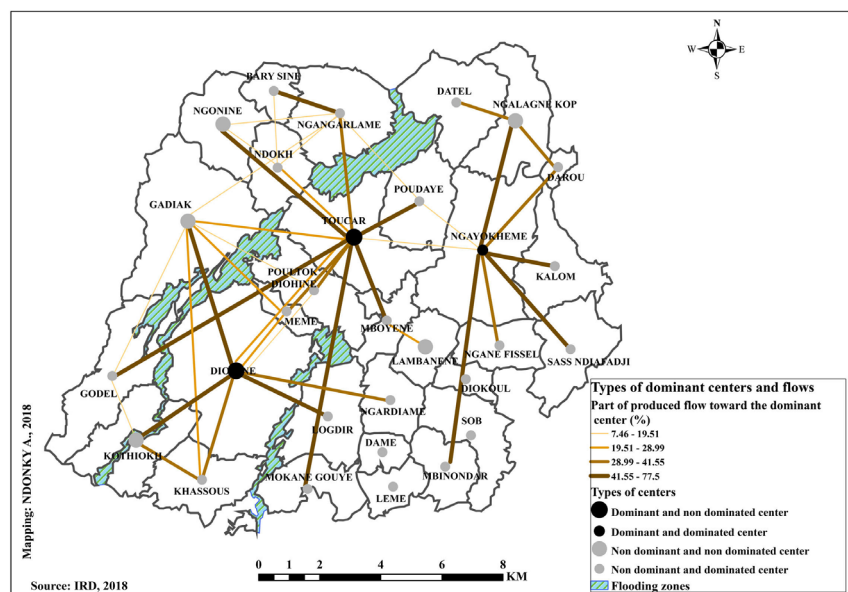 N
W E
S
BARY SINE
DATEL
NGONINE
NGANGARLAME
NGALAGNE KOP
NDOKH
DAROU
POUDAYE
GADIAK
TOUCAR
NGAYOKHEME
KALOM
POULTOK
DIOHINE
MEME
MBOYENE
NGANE FISSEL
SASS NDIAFADJI
LAMBANENE
GODEL
DIOHINE
DIOKOUL
NGARDIAME
LOGDIR
SOB
KOTHIOKH
DAME
MBINONDAR
KHASSOUS
MOKANE GOUYE
LEME
Types of dominant centers and flows
Part of produced flow toward the dominant
center (%)
7.46 - 19.51
19.51 - 28.99
28.99 - 41.55
41.55 - 77.5
Types of centers
Dominant and non dominated center
Dominant and dominated center
Non dominant and non dominated center
Non dominant and dominated center
Flooding zones
0 1 2 4 6 8
KM
Mapping: NDONKY A., 2018
Source: IRD, 2018